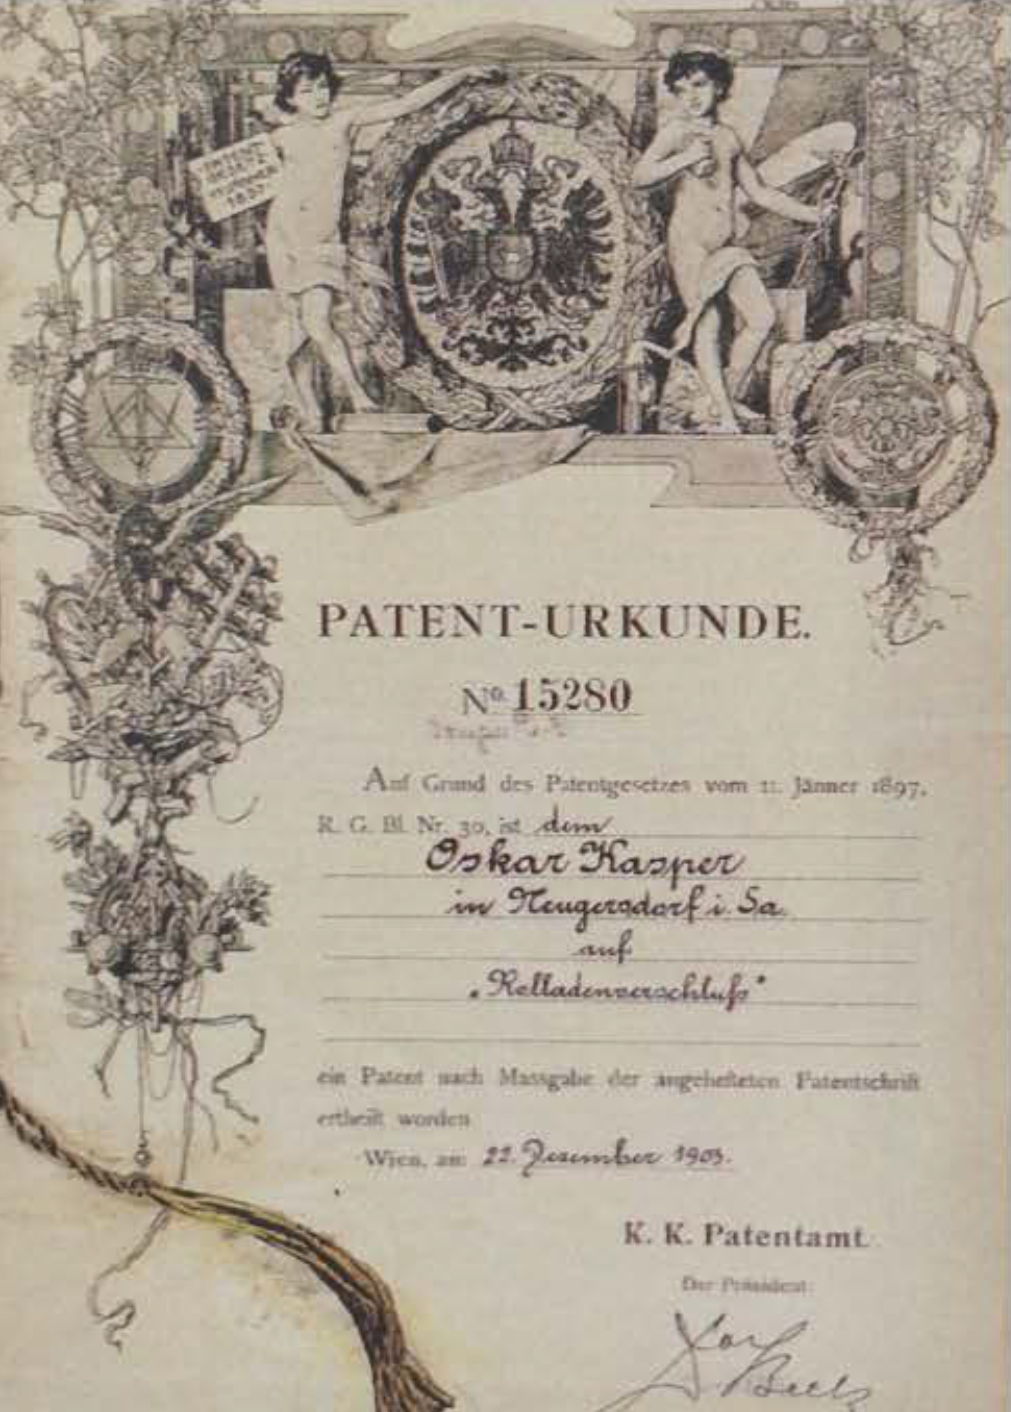 PATENT-URKUNDE.
No. 15280
Auf Grund des Patentgesetzes vom 11. Jänner 1897,
R. G. Bl. Nr. 30, ist dem
Oskar Kasper
in Neugersdorf i. Sa.
auf
„Rolladenverschluß“
ein Patent nach Massgabe der angehefteten Patentschrift
ertheilt worden
Wien, am 22. Dezember 1903.
K. K. Patentamt.
Der Präsident: